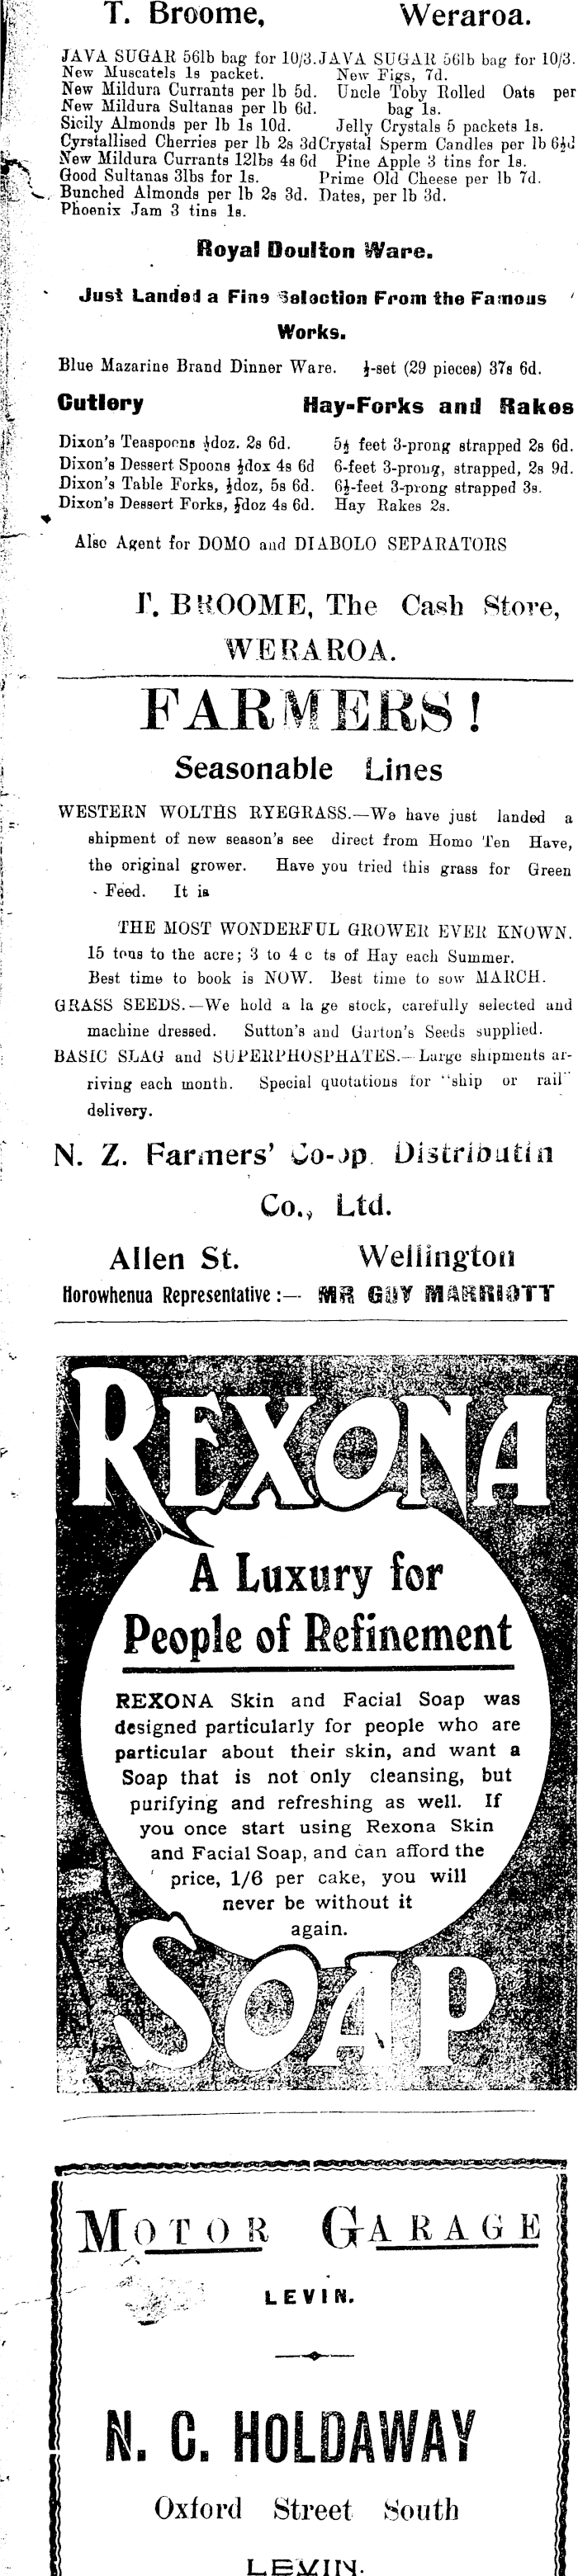 T. Broome, Weraroa.
JAVA SUGAR 56lb bag for 10/3. JAVA SUGAR 56lb bag for 10/3.
New Muscatels 1s packet. New Figs, 7d.
New Mildura Currants per lb 5d. Uncle Toby Rolled Oats per
New Mildura Sultanas per lb 6d. bag 1s.
Sicily Almonds per lb 1s 10d. Jelly Crystals 5 packets 1s.
Cyrstallised Cherries per lb 2s 3d Crystal Sperm Candles per lb 6½d
New Mildura Currants 12lbs 4s 6d Pine Apple 3 tins for 1s.
Good Sultanas 3lbs for 1s. Prime Old Cheese per lb 7d.
Bunched Almonds per lb 2s 3d. Dates, per lb 3d.
Phoenix Jam 3 tins 1s.
Royal Doulton Ware.
Just Landed a Fine Selection From the Famous
Works.
Blue Mazarine Brand Dinner Ware. ½-set (29 pieces) 37s 6d.
Cutlery Hay-Forks and Rakes
Dixon's Teaspoons ½doz. 2s 6d. 5½ feet 3-prong strapped 2s 6d.
Dixon's Dessert Spoons ½dox 4s 6d 6-feet 3-prong, strapped, 2s 9d.
Dixon's Table Forks, ½doz, 5s 6d. 6½-feet 3-prong strapped 3s.
Dixon's Dessert Forks, ½doz 4s 6d. Hay Rakes 2s.
Also Agent for DOMO and DIABOLO SEPARATORS
T. BROOME, The Cash Store,
WERAROA.
FARMERS!
Seasonable Lines
WESTERN WOLTHS RYEGRASS.—We have just landed a
shipment of new season's see direct from Homo Ten Have,
the original grower. Have you tried this grass for Green
Feed. It is
THE MOST WONDERFUL GROWER EVER KNOWN.
15 tons to the acre; 3 to 4 c ts of Hay each Summer.
Best time to book is NOW. Best time to sow MARCH.
GRASS SEEDS.—We hold a la ge stock, carefully selected and
machine dressed. Sutton's and Garton's Seeds supplied.
BASIC SLAG and SUPERPHOSPHATES.—Large shipments ar-
riving each month. Special quotations for "ship or rail"
delivery.
N. Z. Farmers' Co-op. Distributin
Co., Ltd.
Allen St. Wellington
Horowhenua Representative :— MR GUY MARRIOTT
REXONA
A Luxury for
People of Refinement
REXONA Skin and Facial Soap was
designed particularly for people who are
particular about their skin, and want a
Soap that is not only cleansing, but
purifying and refreshing as well. If
you once start using Rexona Skin
and Facial Soap, and can afford the
price, 1/6 per cake, you will
never be without it
again.
SOAP
MOTOR GARAGE
LEVIN.
N. C. HOLDAWAY
Oxford Street South
LEVIN.